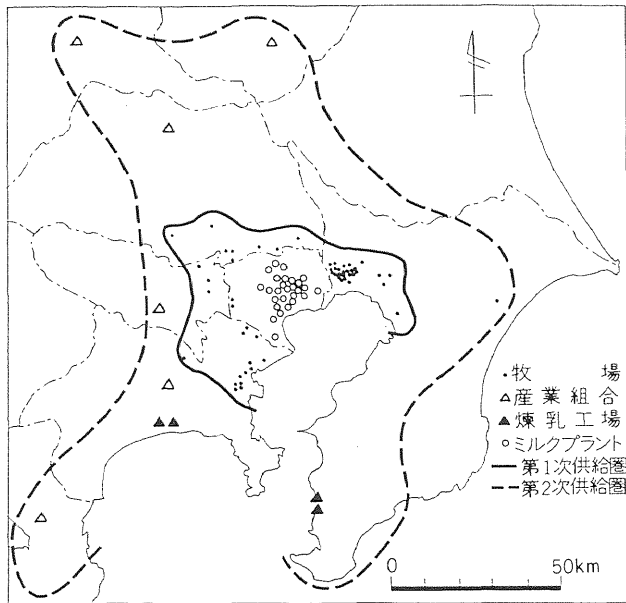 牧場
産業組合
煉乳工場
ミルクプラント
第1次供給圏
第2次供給圏
0 50km